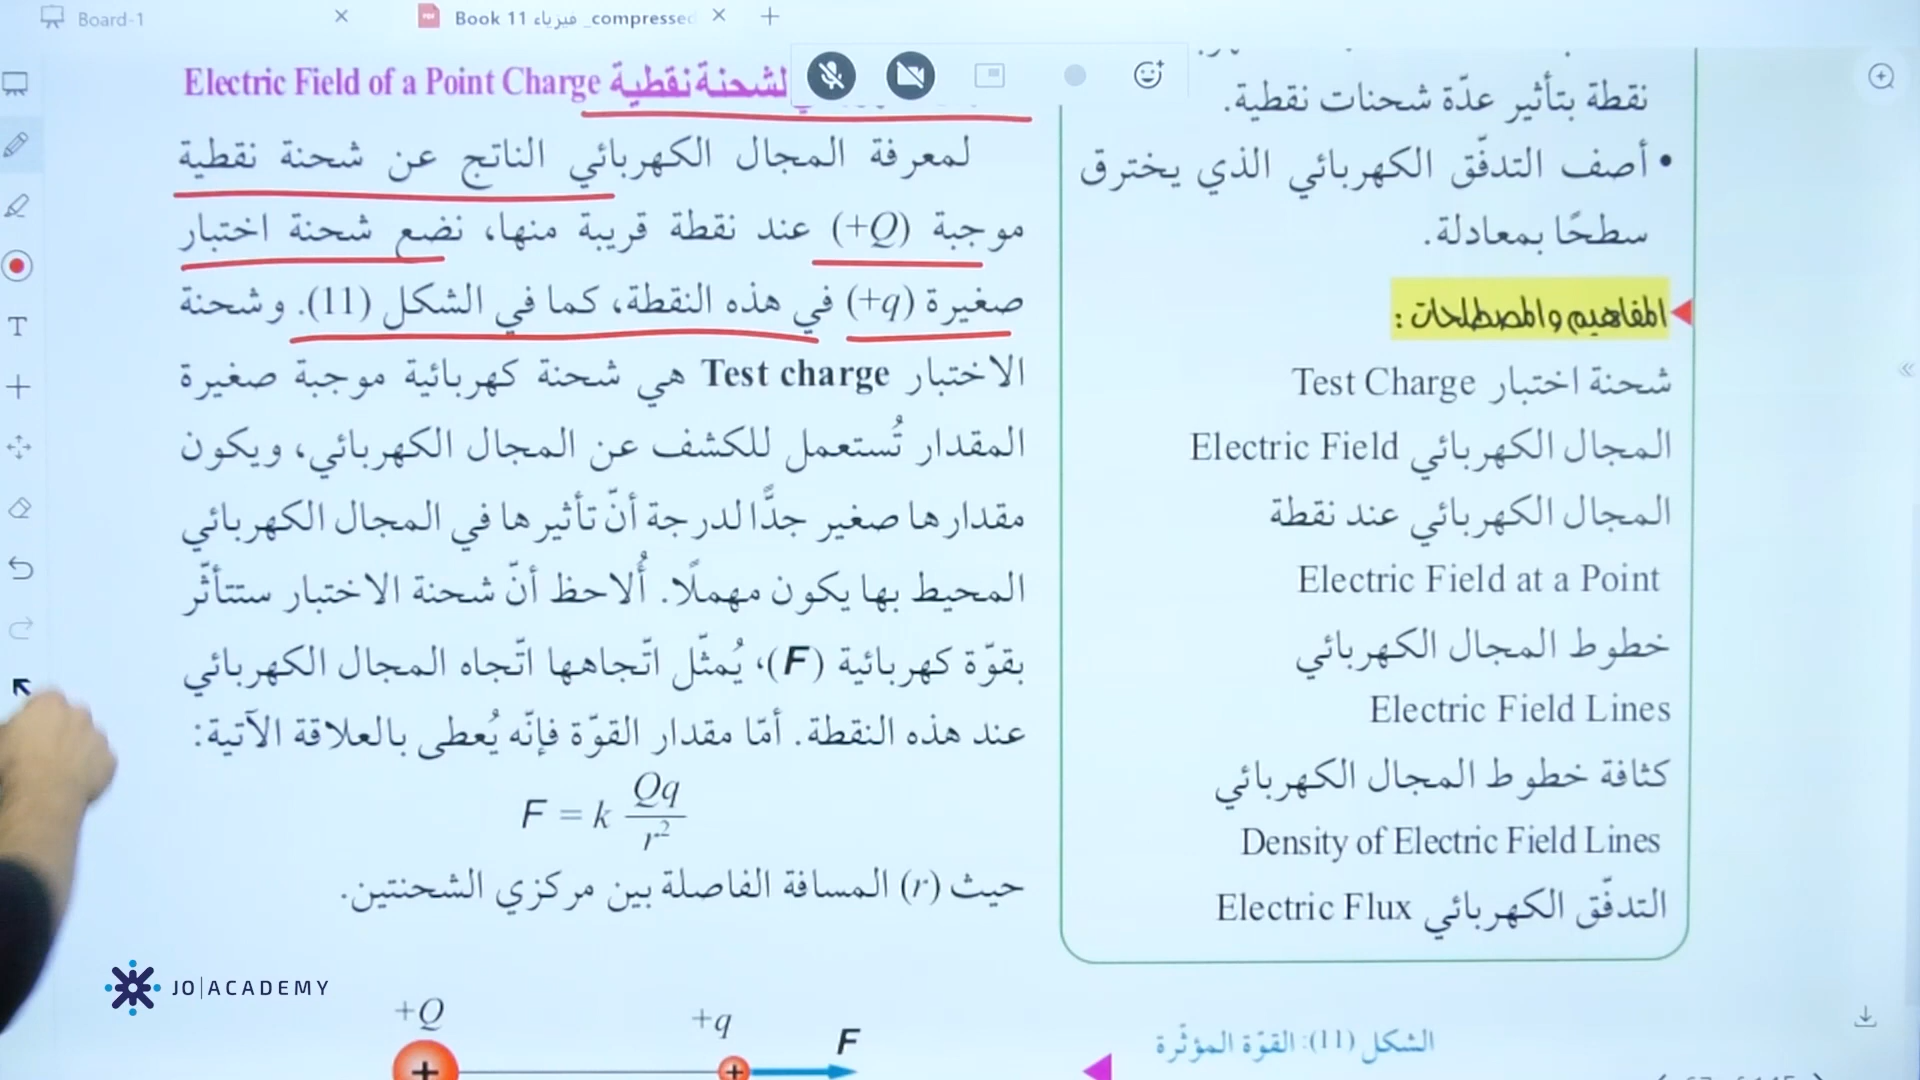 Board-1
Book 11 فيزياء _compressed
لشحنة نقطية Electric Field of a Point Charge
لمعرفة المجال الكهربائي الناتج عن شحنة نقطية
موجبة (+Q) عند نقطة قريبة منها، نضع شحنة اختبار
صغيرة (+q) في هذه النقطة، كما في الشكل (11). وشحنة
الاختبار Test charge هي شحنة كهربائية موجبة صغيرة
المقدار تُستعمل للكشف عن المجال الكهربائي، ويكون
مقدارها صغير جدًّا لدرجة أنّ تأثيرها في المجال الكهربائي
المحيط بها يكون مهملًا. أُلاحظ أنّ شحنة الاختبار ستتأثّر
بقوّة كهربائية (F)، يُمثّل اتّجاهها اتّجاه المجال الكهربائي
عند هذه النقطة. أمّا مقدار القوّة فإنّه يُعطى بالعلاقة الآتية:
F = k Qq/r²
حيث (r) المسافة الفاصلة بين مركزي الشحنتين.
+Q
+q
F
+
+
نقطة بتأثير عدّة شحنات نقطية.
• أصف التدفّق الكهربائي الذي يخترق
سطحًا بمعادلة.
المفاهيم والمصطلحات:
شحنة اختبار Test Charge
المجال الكهربائي Electric Field
المجال الكهربائي عند نقطة
Electric Field at a Point
خطوط المجال الكهربائي
Electric Field Lines
كثافة خطوط المجال الكهربائي
Density of Electric Field Lines
التدفّق الكهربائي Electric Flux
الشكل (11): القوّة المؤثّرة
JO|ACADEMY